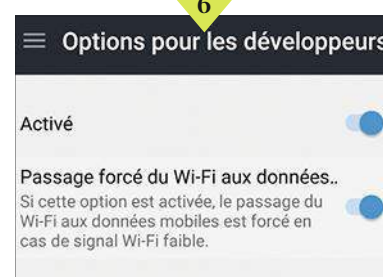 6
Options pour les développeurs
Activé
Passage forcé du Wi-Fi aux données..
Si cette option est activée, le passage du
Wi-Fi aux données mobiles est forcé en
cas de signal Wi-Fi faible.